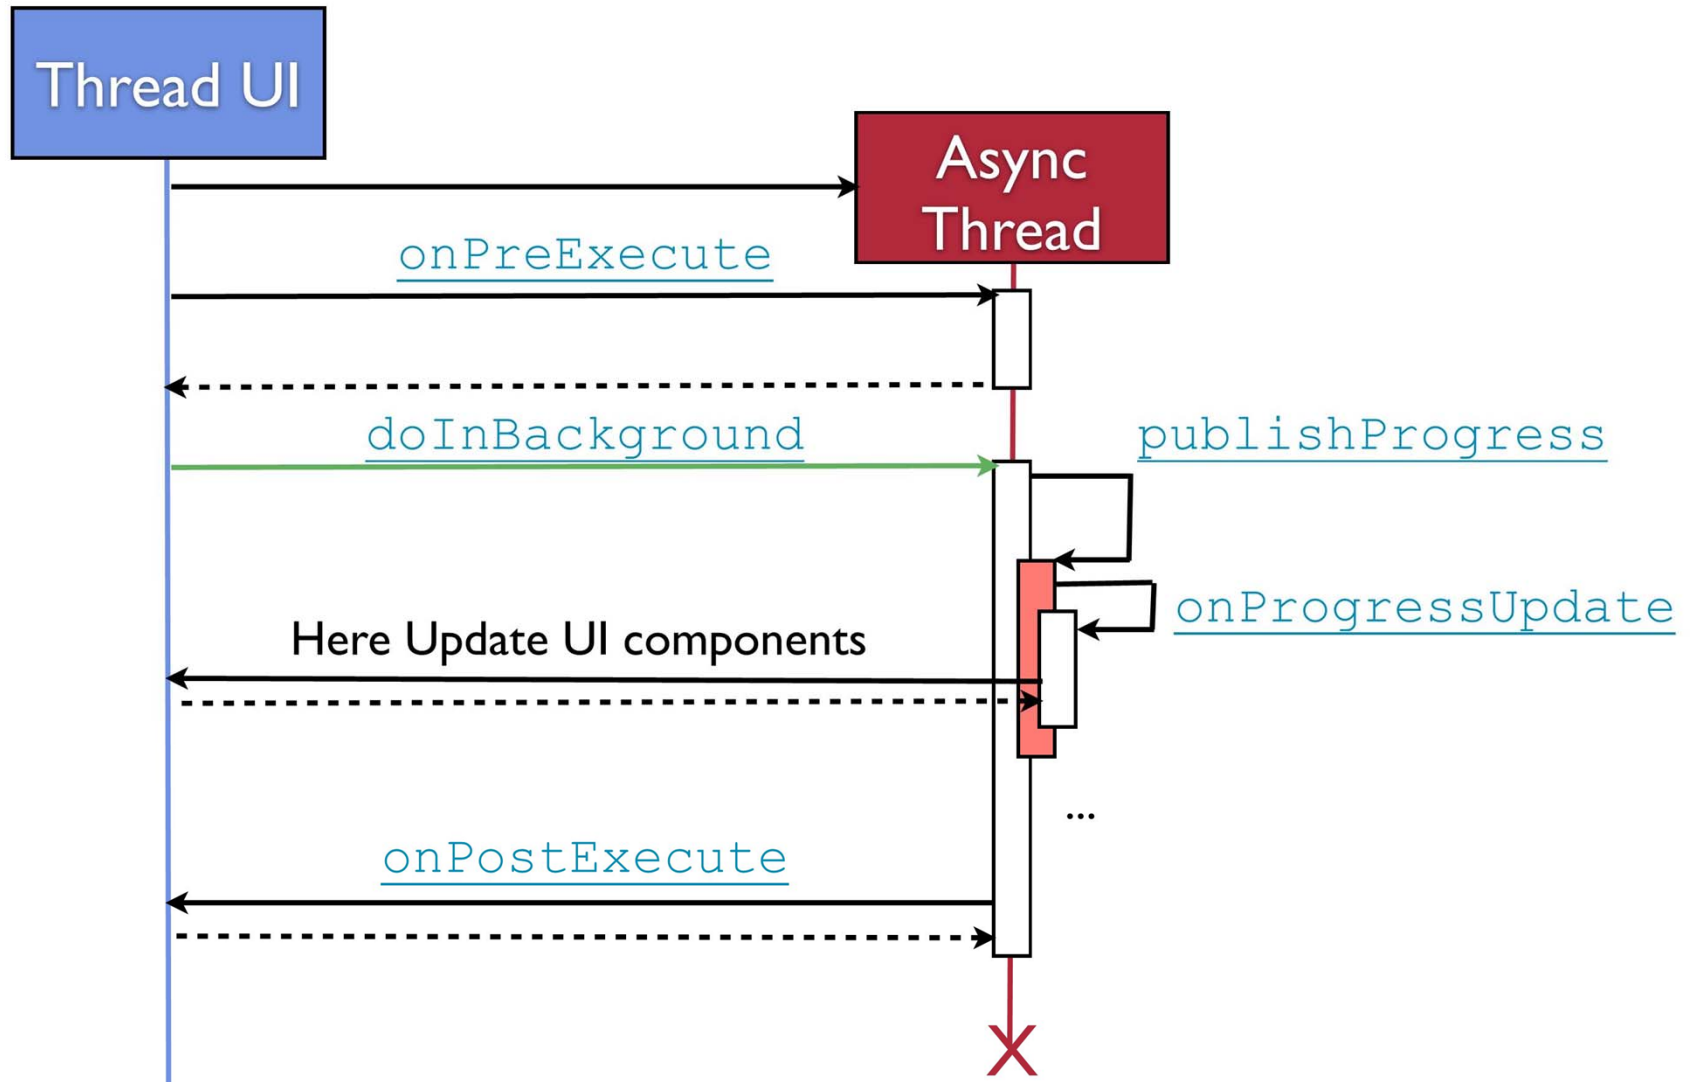 Thread UI
Async
Thread
onPreExecute
doInBackground
publishProgress
onProgressUpdate
Here Update UI components
...
onPostExecute
X